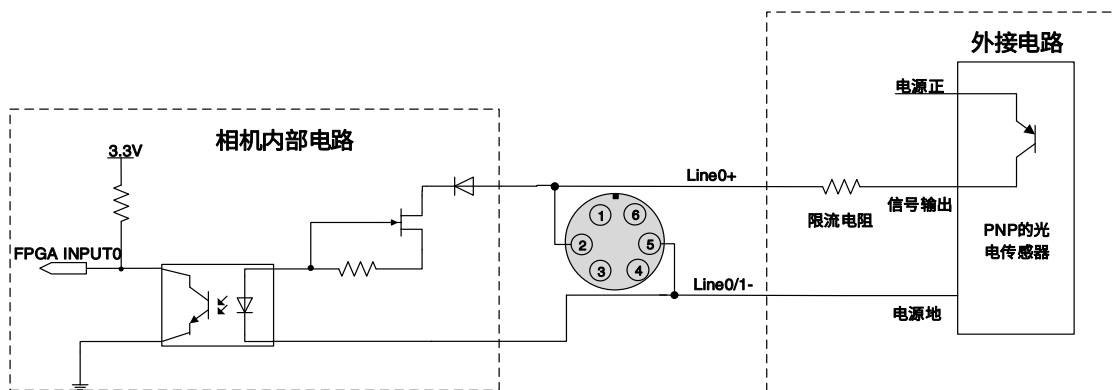 外接电路
电源正
相机内部电路
3.3V
Line0+
限流电阻
信号输出
PNP的光
电传感器
FPGA INPUT0
1
6
2
5
3
4
Line0/1-
电源地